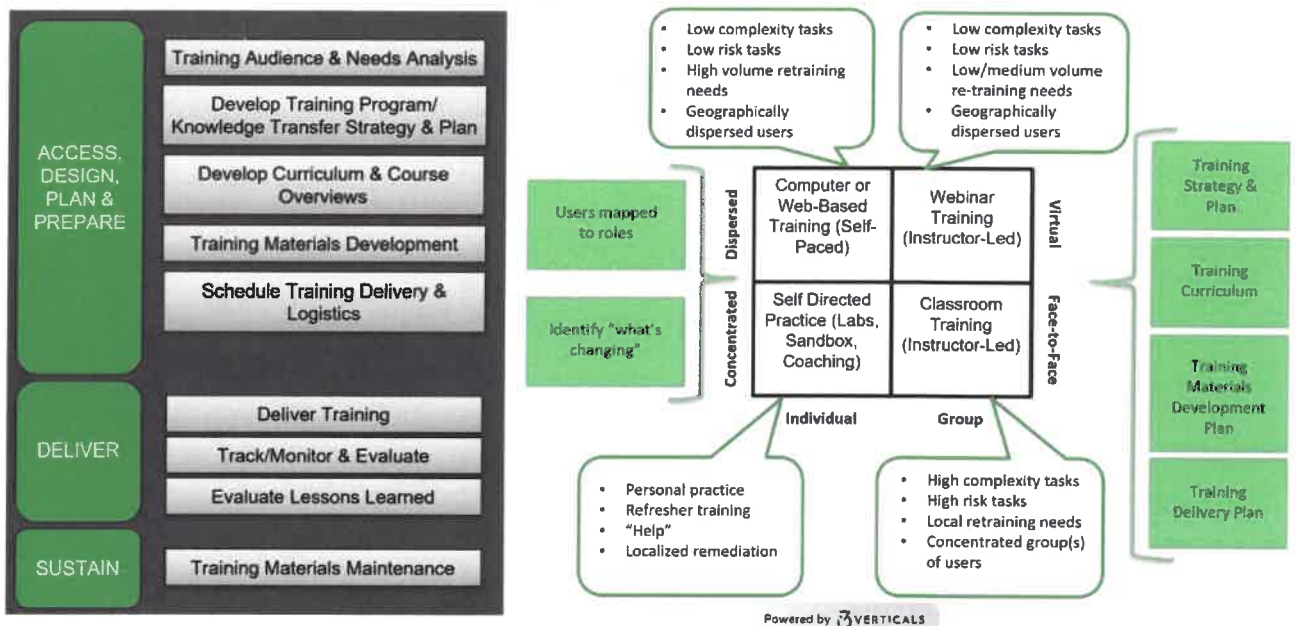 ACCESS,
DESIGN,
PLAN &
PREPARE
Training Audience & Needs Analysis
Develop Training Program/
Knowledge Transfer Strategy & Plan
Develop Curriculum & Course
Overviews
Training Materials Development
Schedule Training Delivery &
Logistics
DELIVER
Deliver Training
Track/Monitor & Evaluate
Evaluate Lessons Learned
SUSTAIN
Training Materials Maintenance
• Low complexity tasks
• Low risk tasks
• High volume retraining
needs
• Geographically
dispersed users
• Low complexity tasks
• Low risk tasks
• Low/medium volume
re-training needs
• Geographically
dispersed users
Users mapped
to roles
Identify "what's
changing"
Dispersed
Concentrated
Computer or
Web-Based
Training (Self-
Paced)
Webinar
Training
(Instructor-Led)
Self Directed
Practice (Labs,
Sandbox,
Coaching)
Classroom
Training
(Instructor-Led)
Virtual
Face-to-Face
Individual
Group
• Personal practice
• Refresher training
• "Help"
• Localized remediation
• High complexity tasks
• High risk tasks
• Local retraining needs
• Concentrated group(s)
of users
Training
Strategy &
Plan
Training
Curriculum
Training
Materials
Development
Plan
Training
Delivery Plan
Powered by 3 VERTICALS